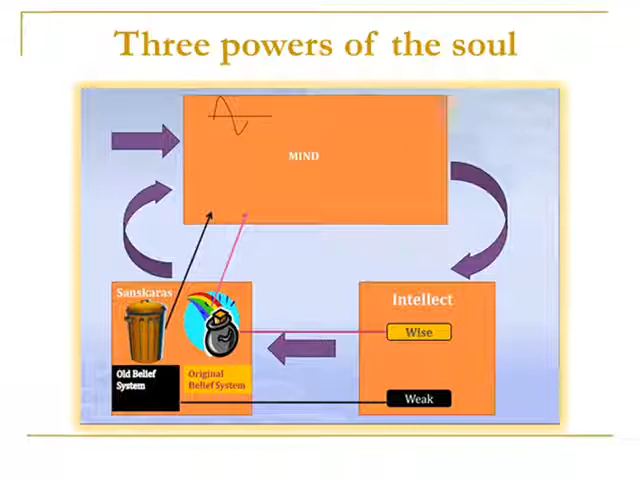 Three powers of the soul
MIND
Sanskaras
Intellect
Wise
Old Belief
System
Original
Belief System
Weak